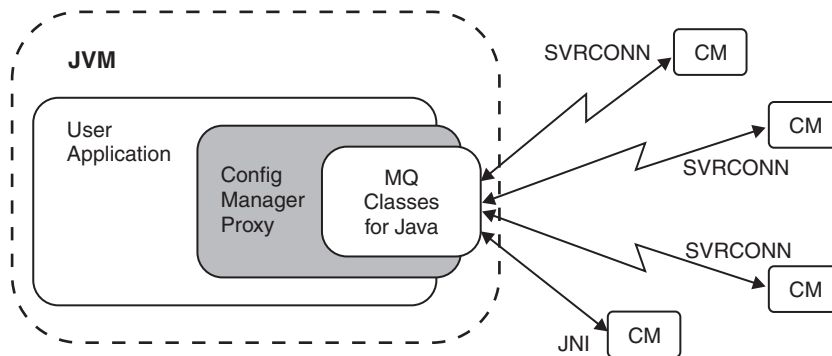 JVM
User
Application
Config
Manager
Proxy
MQ
Classes
for Java
SVRCONN
CM
CM
SVRCONN
SVRCONN
CM
JNI
CM